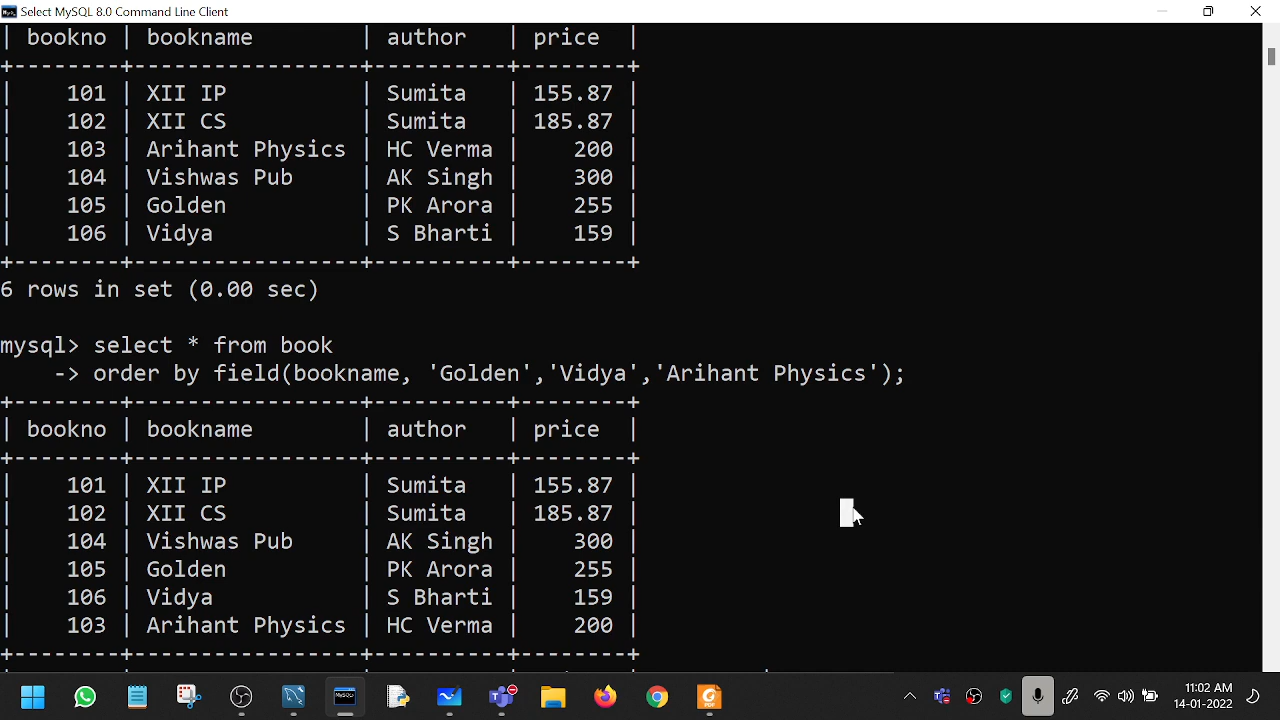 Select MySQL 8.0 Command Line Client
| bookno | bookname        | author   | price  |
+--------+-----------------+----------+--------+
|    101 | XII IP          | Sumita   | 155.87 |
|    102 | XII CS          | Sumita   | 185.87 |
|    103 | Arihant Physics | HC Verma |    200 |
|    104 | Vishwas Pub     | AK Singh |    300 |
|    105 | Golden          | PK Arora |    255 |
|    106 | Vidya           | S Bharti |    159 |
+--------+-----------------+----------+--------+
6 rows in set (0.00 sec)
mysql> select * from book
    -> order by field(bookname, 'Golden','Vidya','Arihant Physics');
+--------+-----------------+----------+--------+
| bookno | bookname        | author   | price  |
+--------+-----------------+----------+--------+
|    101 | XII IP          | Sumita   | 155.87 |
|    102 | XII CS          | Sumita   | 185.87 |
|    104 | Vishwas Pub     | AK Singh |    300 |
|    105 | Golden          | PK Arora |    255 |
|    106 | Vidya           | S Bharti |    159 |
|    103 | Arihant Physics | HC Verma |    200 |
+--------+-----------------+----------+--------+
11:02 AM
14-01-2022